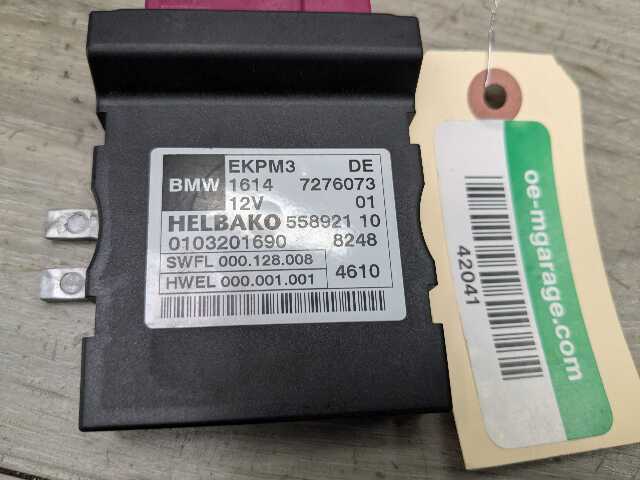 EKPM3 DE
BMW 1614 7276073
12V 01
HELBAKO 558921 10
0103201690 8248
SWFL 000.128.008
HWEL 000.001.001 4610
oe-mgarage.com
42041